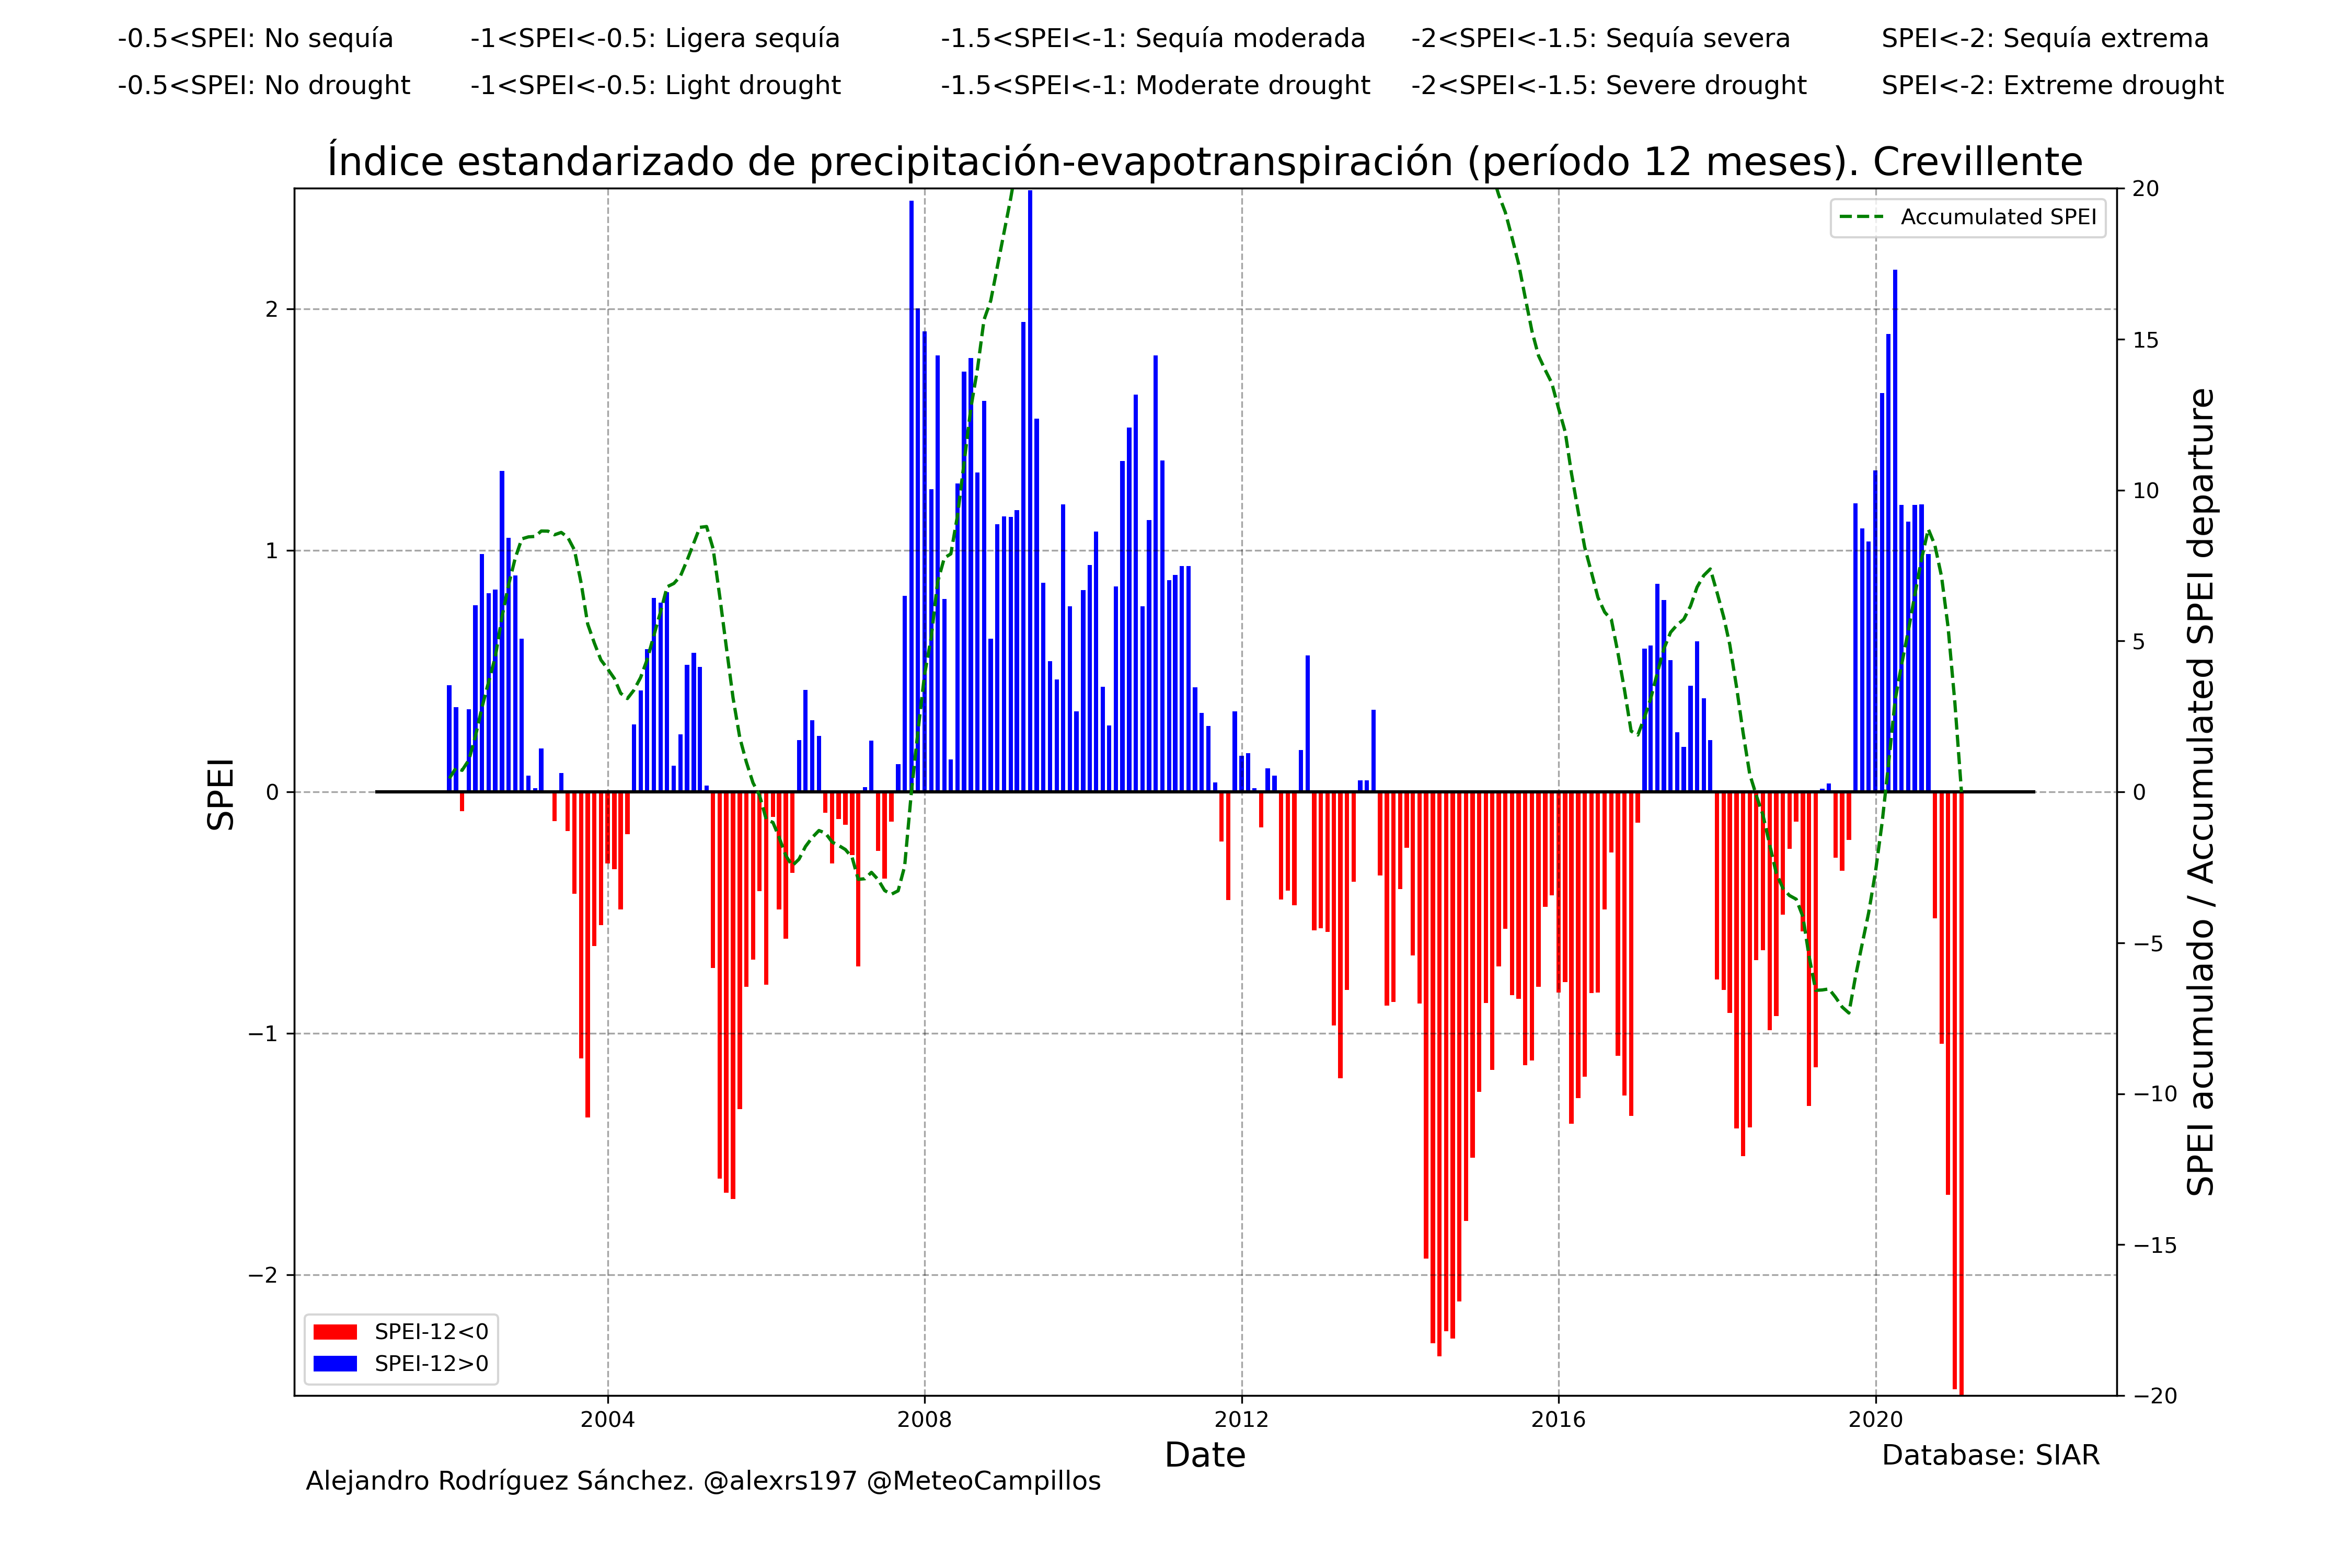 -0.5<SPEI: No sequía -1<SPEI<-0.5: Ligera sequía -1.5<SPEI<-1: Sequía moderada -2<SPEI<-1.5: Sequía severa SPEI<-2: Sequía extrema
-0.5<SPEI: No drought -1<SPEI<-0.5: Light drought -1.5<SPEI<-1: Moderate drought -2<SPEI<-1.5: Severe drought SPEI<-2: Extreme drought
Índice estandarizado de precipitación-evapotranspiración (período 12 meses). Crevillente
Accumulated SPEI
SPEI
2
1
0
−1
−2
20
15
10
5
0
−5
−10
−15
−20
SPEI acumulado / Accumulated SPEI departure
SPEI-12<0
SPEI-12>0
2004 2008 2012 2016 2020
Date
Database: SIAR
Alejandro Rodríguez Sánchez. @alexrs197 @MeteoCampillos